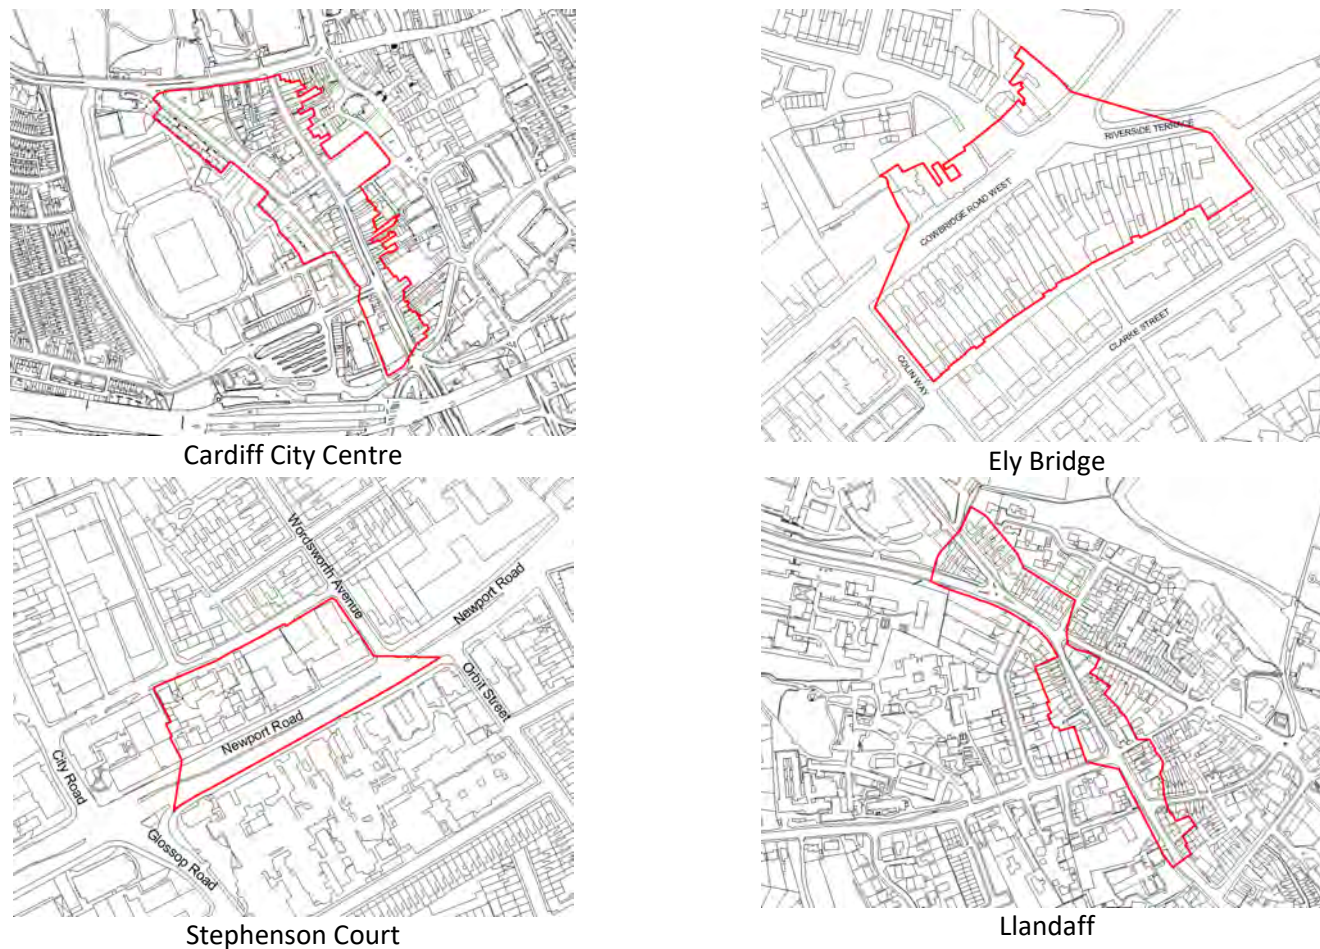 RIVERSIDE TERRACE
COWBRIDGE ROAD WEST
CLARKE STREET
COLIN WAY
Cardiff City Centre
Ely Bridge
Wordsworth Avenue
Newport Road
Orbit Street
Newport Road
City Road
Glossop Road
Stephenson Court
Llandaff